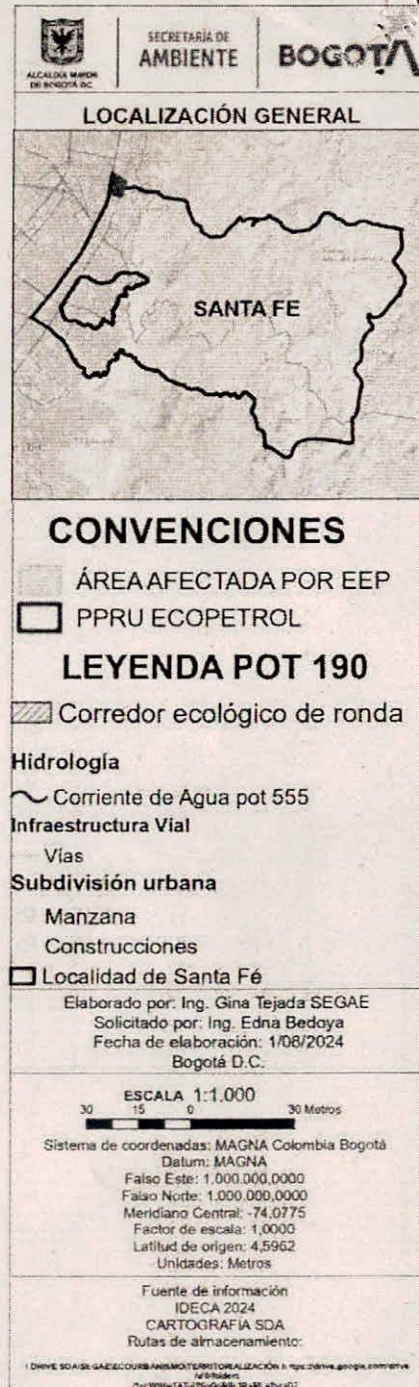 ALCALDÍA MAYOR
DE BOGOTÁ D.C.
SECRETARÍA DE
AMBIENTE
BOGOTÁ
LOCALIZACIÓN GENERAL
SANTA FE
CONVENCIONES
ÁREA AFECTADA POR EEP
PPRU ECOPETROL
LEYENDA POT 190
Corredor ecológico de ronda
Hidrología
Corriente de Agua pot 555
Infraestructura Vial
Vías
Subdivisión urbana
Manzana
Construcciones
Localidad de Santa Fé
Elaborado por: Ing. Gina Tejada SEGAE
Solicitado por: Ing. Edna Bedoya
Fecha de elaboración: 1/08/2024
Bogotá D.C.
ESCALA 1:1.000
30 15 0 30 Metros
Sistema de coordenadas: MAGNA Colombia Bogotá
Datum: MAGNA
Falso Este: 1.000.000,0000
Falso Norte: 1.000.000,0000
Meridiano Central: -74,0775
Factor de escala: 1,0000
Latitud de origen: 4,5962
Unidades: Metros
Fuente de información
IDECA 2024
CARTOGRAFÍA SDA
Rutas de almacenamiento: